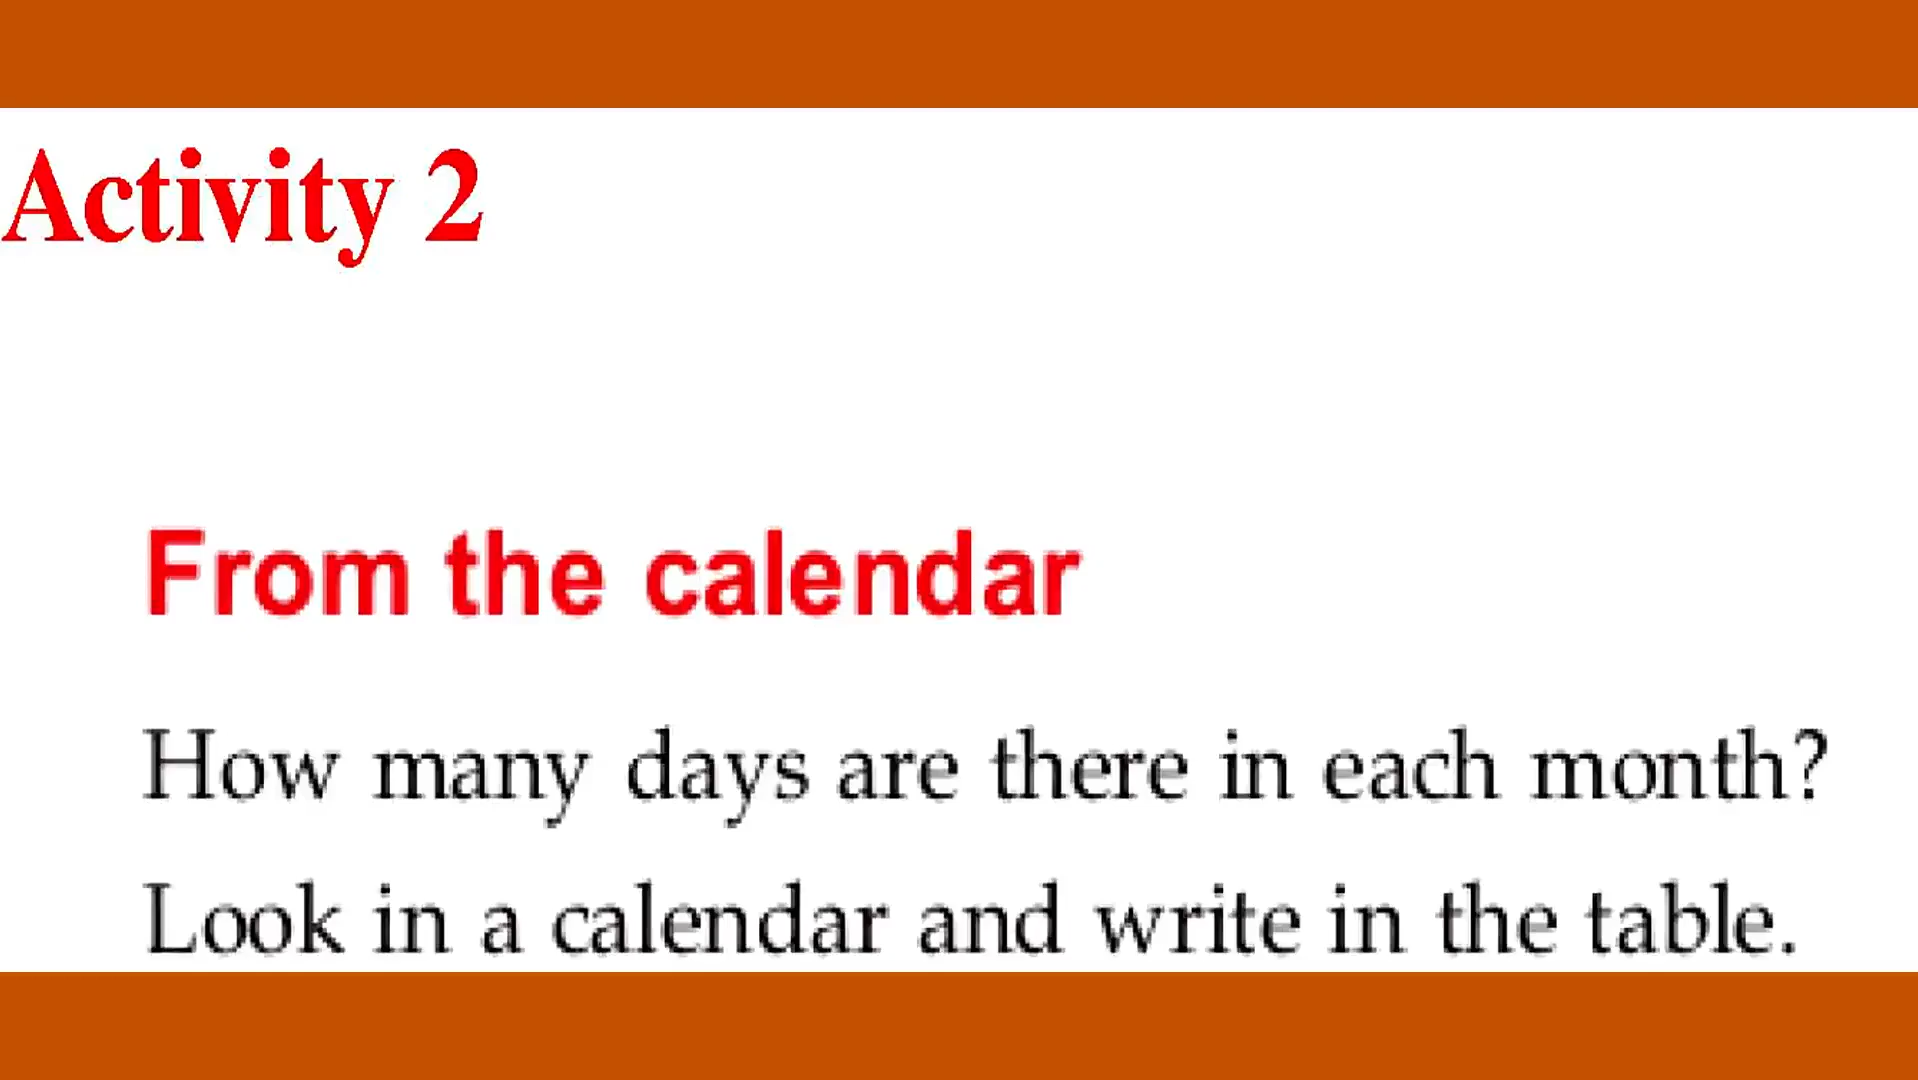 Activity 2
From the calendar
How many days are there in each month?
Look in a calendar and write in the table.